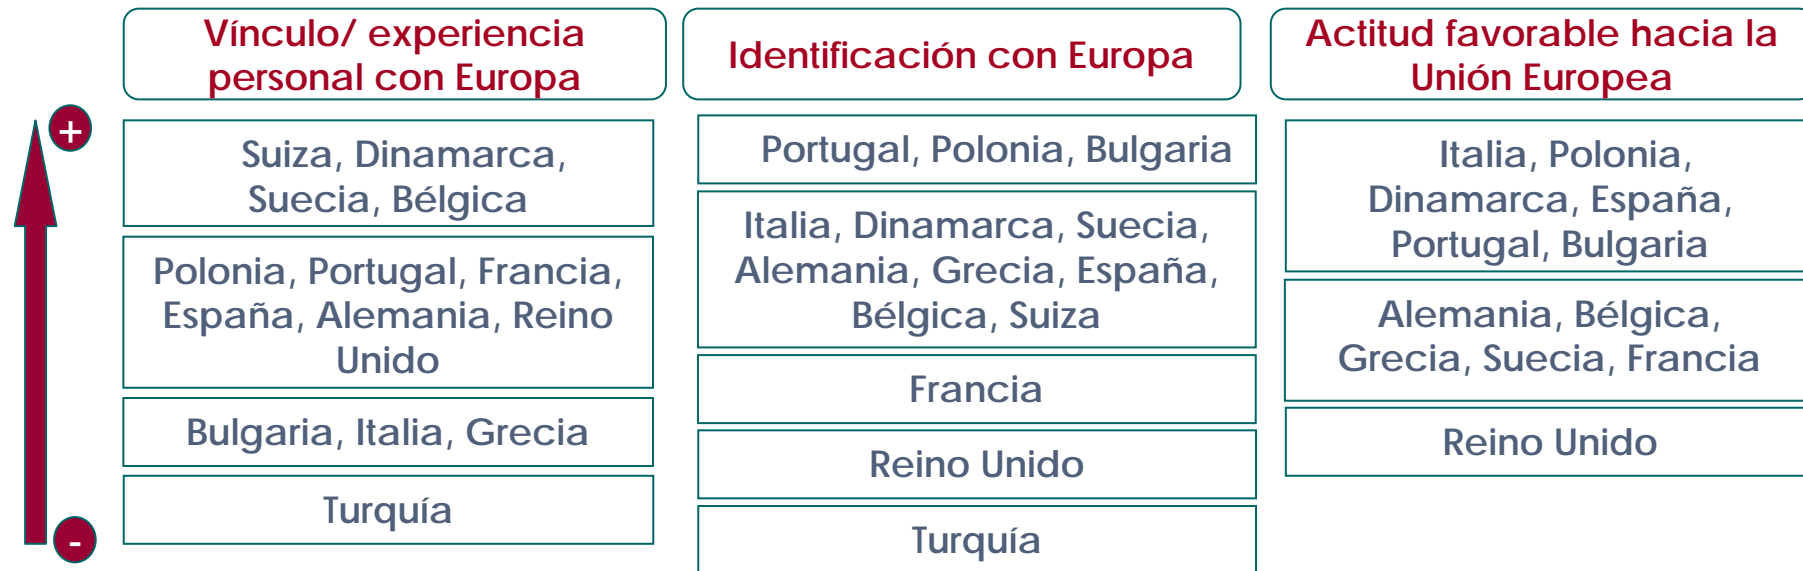 Vínculo/ experiencia
personal con Europa
Identificación con Europa
Actitud favorable hacia la
Unión Europea
+
Suiza, Dinamarca,
Suecia, Bélgica
Polonia, Portugal, Francia,
España, Alemania, Reino
Unido
Bulgaria, Italia, Grecia
Turquía
-
Portugal, Polonia, Bulgaria
Italia, Dinamarca, Suecia,
Alemania, Grecia, España,
Bélgica, Suiza
Francia
Reino Unido
Turquía
Italia, Polonia,
Dinamarca, España,
Portugal, Bulgaria
Alemania, Bélgica,
Grecia, Suecia, Francia
Reino Unido